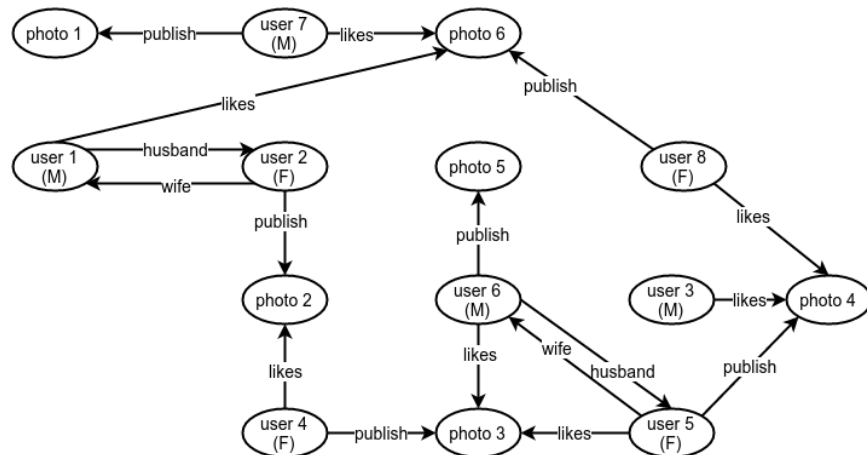 photo 1
publish
user 7
(M)
likes
photo 6
publish
likes
user 1
(M)
husband
user 2
(F)
wife
photo 5
user 8
(F)
publish
likes
publish
photo 2
user 6
(M)
user 3
(M)
likes
photo 4
likes
likes
wife
husband
publish
user 4
(F)
publish
photo 3
likes
user 5
(F)